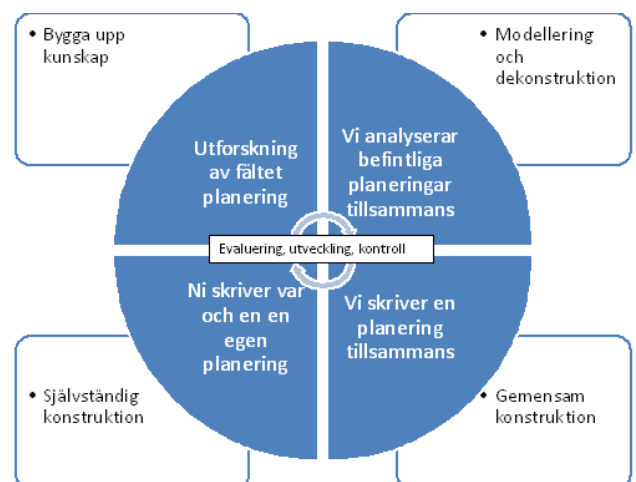 • Bygga upp
kunskap
• Modellering
och
dekonstruktion
Utforskning
av fältet
planering
Vi analyserar
befintliga
planeringar
tillsammans
Evaluering, utveckling, kontroll
Ni skriver var
och en en
egen
planering
Vi skriver en
planering
tillsammans
• Självständig
konstruktion
• Gemensam
konstruktion